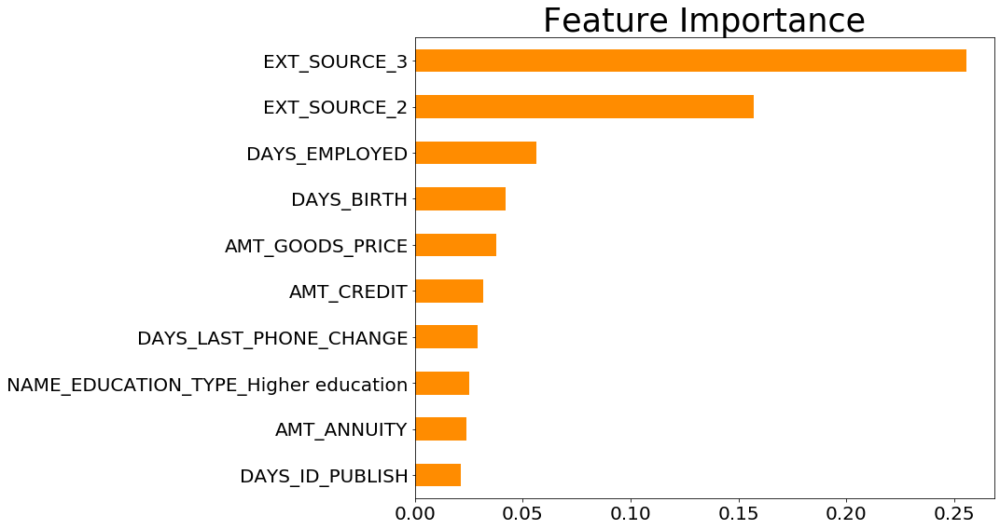 Feature Importance
EXT_SOURCE_3
EXT_SOURCE_2
DAYS_EMPLOYED
DAYS_BIRTH
AMT_GOODS_PRICE
AMT_CREDIT
DAYS_LAST_PHONE_CHANGE
NAME_EDUCATION_TYPE_Higher education
AMT_ANNUITY
DAYS_ID_PUBLISH
0.00 0.05 0.10 0.15 0.20 0.25